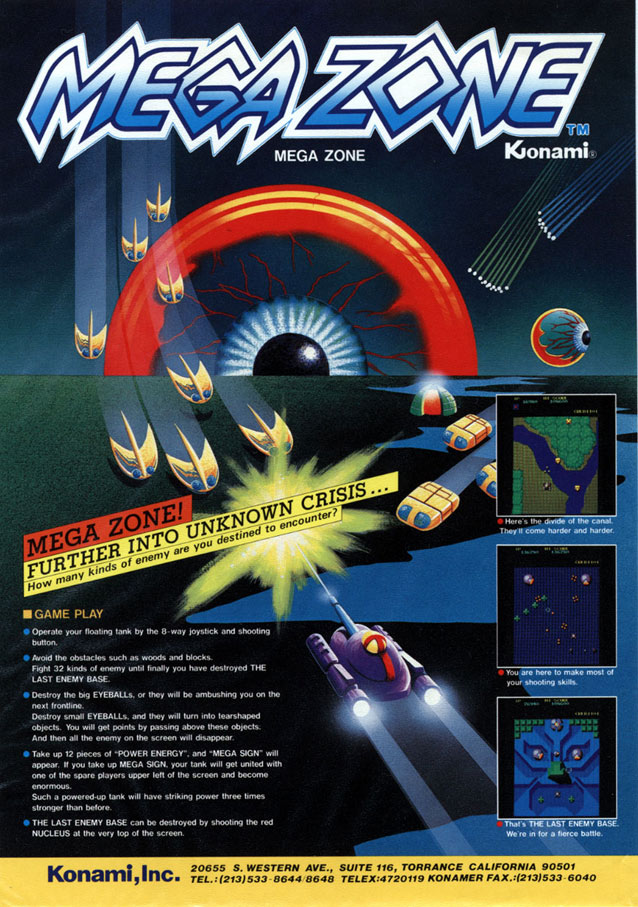 MEGA ZONE
TM
MEGA ZONE
Konami®
MEGA ZONE!
FURTHER INTO UNKNOWN CRISIS...
How many kinds of enemy are you destined to encounter?
GAME PLAY
Operate your floating tank by the 8-way joystick and shooting
button.
Avoid the obstacles such as woods and blocks.
Fight 32 kinds of enemy until finally you have destroyed THE
LAST ENEMY BASE.
Destroy the big EYEBALLs, or they will be ambushing you on the
next frontline.
Destroy small EYEBALLs, and they will turn into tearshaped
objects. You will get points by passing above these objects.
And then all the enemy on the screen will disappear.
Take up 12 pieces of "POWER ENERGY", and "MEGA SIGN" will
appear. If you take up MEGA SIGN, your tank will get united with
one of the spare players upper left of the screen and become
enormous.
Such a powered-up tank will have striking power three times
stronger than before.
THE LAST ENEMY BASE can be destroyed by shooting the red
NUCLEUS at the very top of the screen.
Here's the divide of the canal.
They'll come harder and harder.
You are here to make most of
your shooting skills.
That's THE LAST ENEMY BASE.
We're in for a fierce battle.
Konami, Inc.
20655 S. WESTERN AVE., SUITE 116, TORRANCE CALIFORNIA 90501
TEL.:(213)533-8644/8648 TELEX:4720119 KONAMER FAX.:(213)533-6040